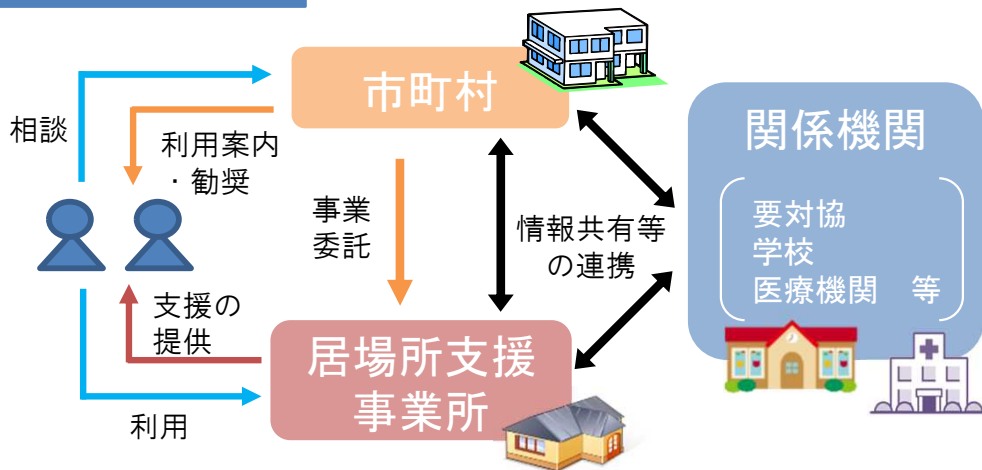 市町村
関係機関
相談
利用案内
・勧奨
事業
委託
情報共有等
の連携
要対協
学校
医療機関　等
支援の
提供
居場所支援
事業所
利用